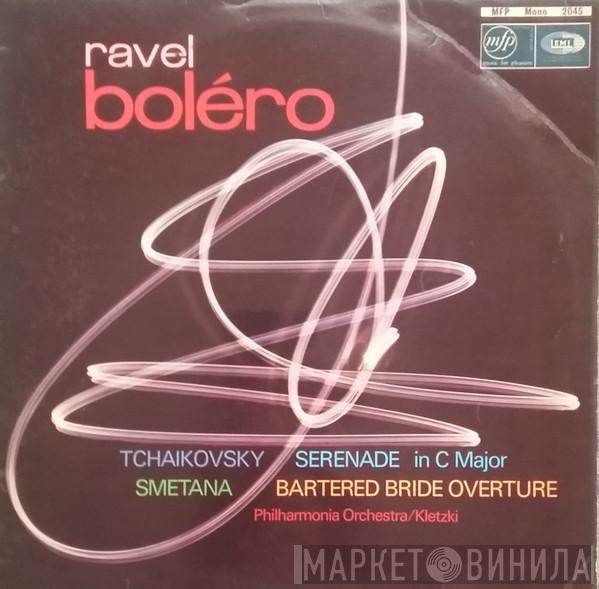 MFP Mono 2045
mfp EMI
music for pleasure
ravel
boléro
TCHAIKOVSKY SERENADE in C Major
SMETANA BARTERED BRIDE OVERTURE
Philharmonia Orchestra/Kletzki
МАРКЕТ ВИНИЛА